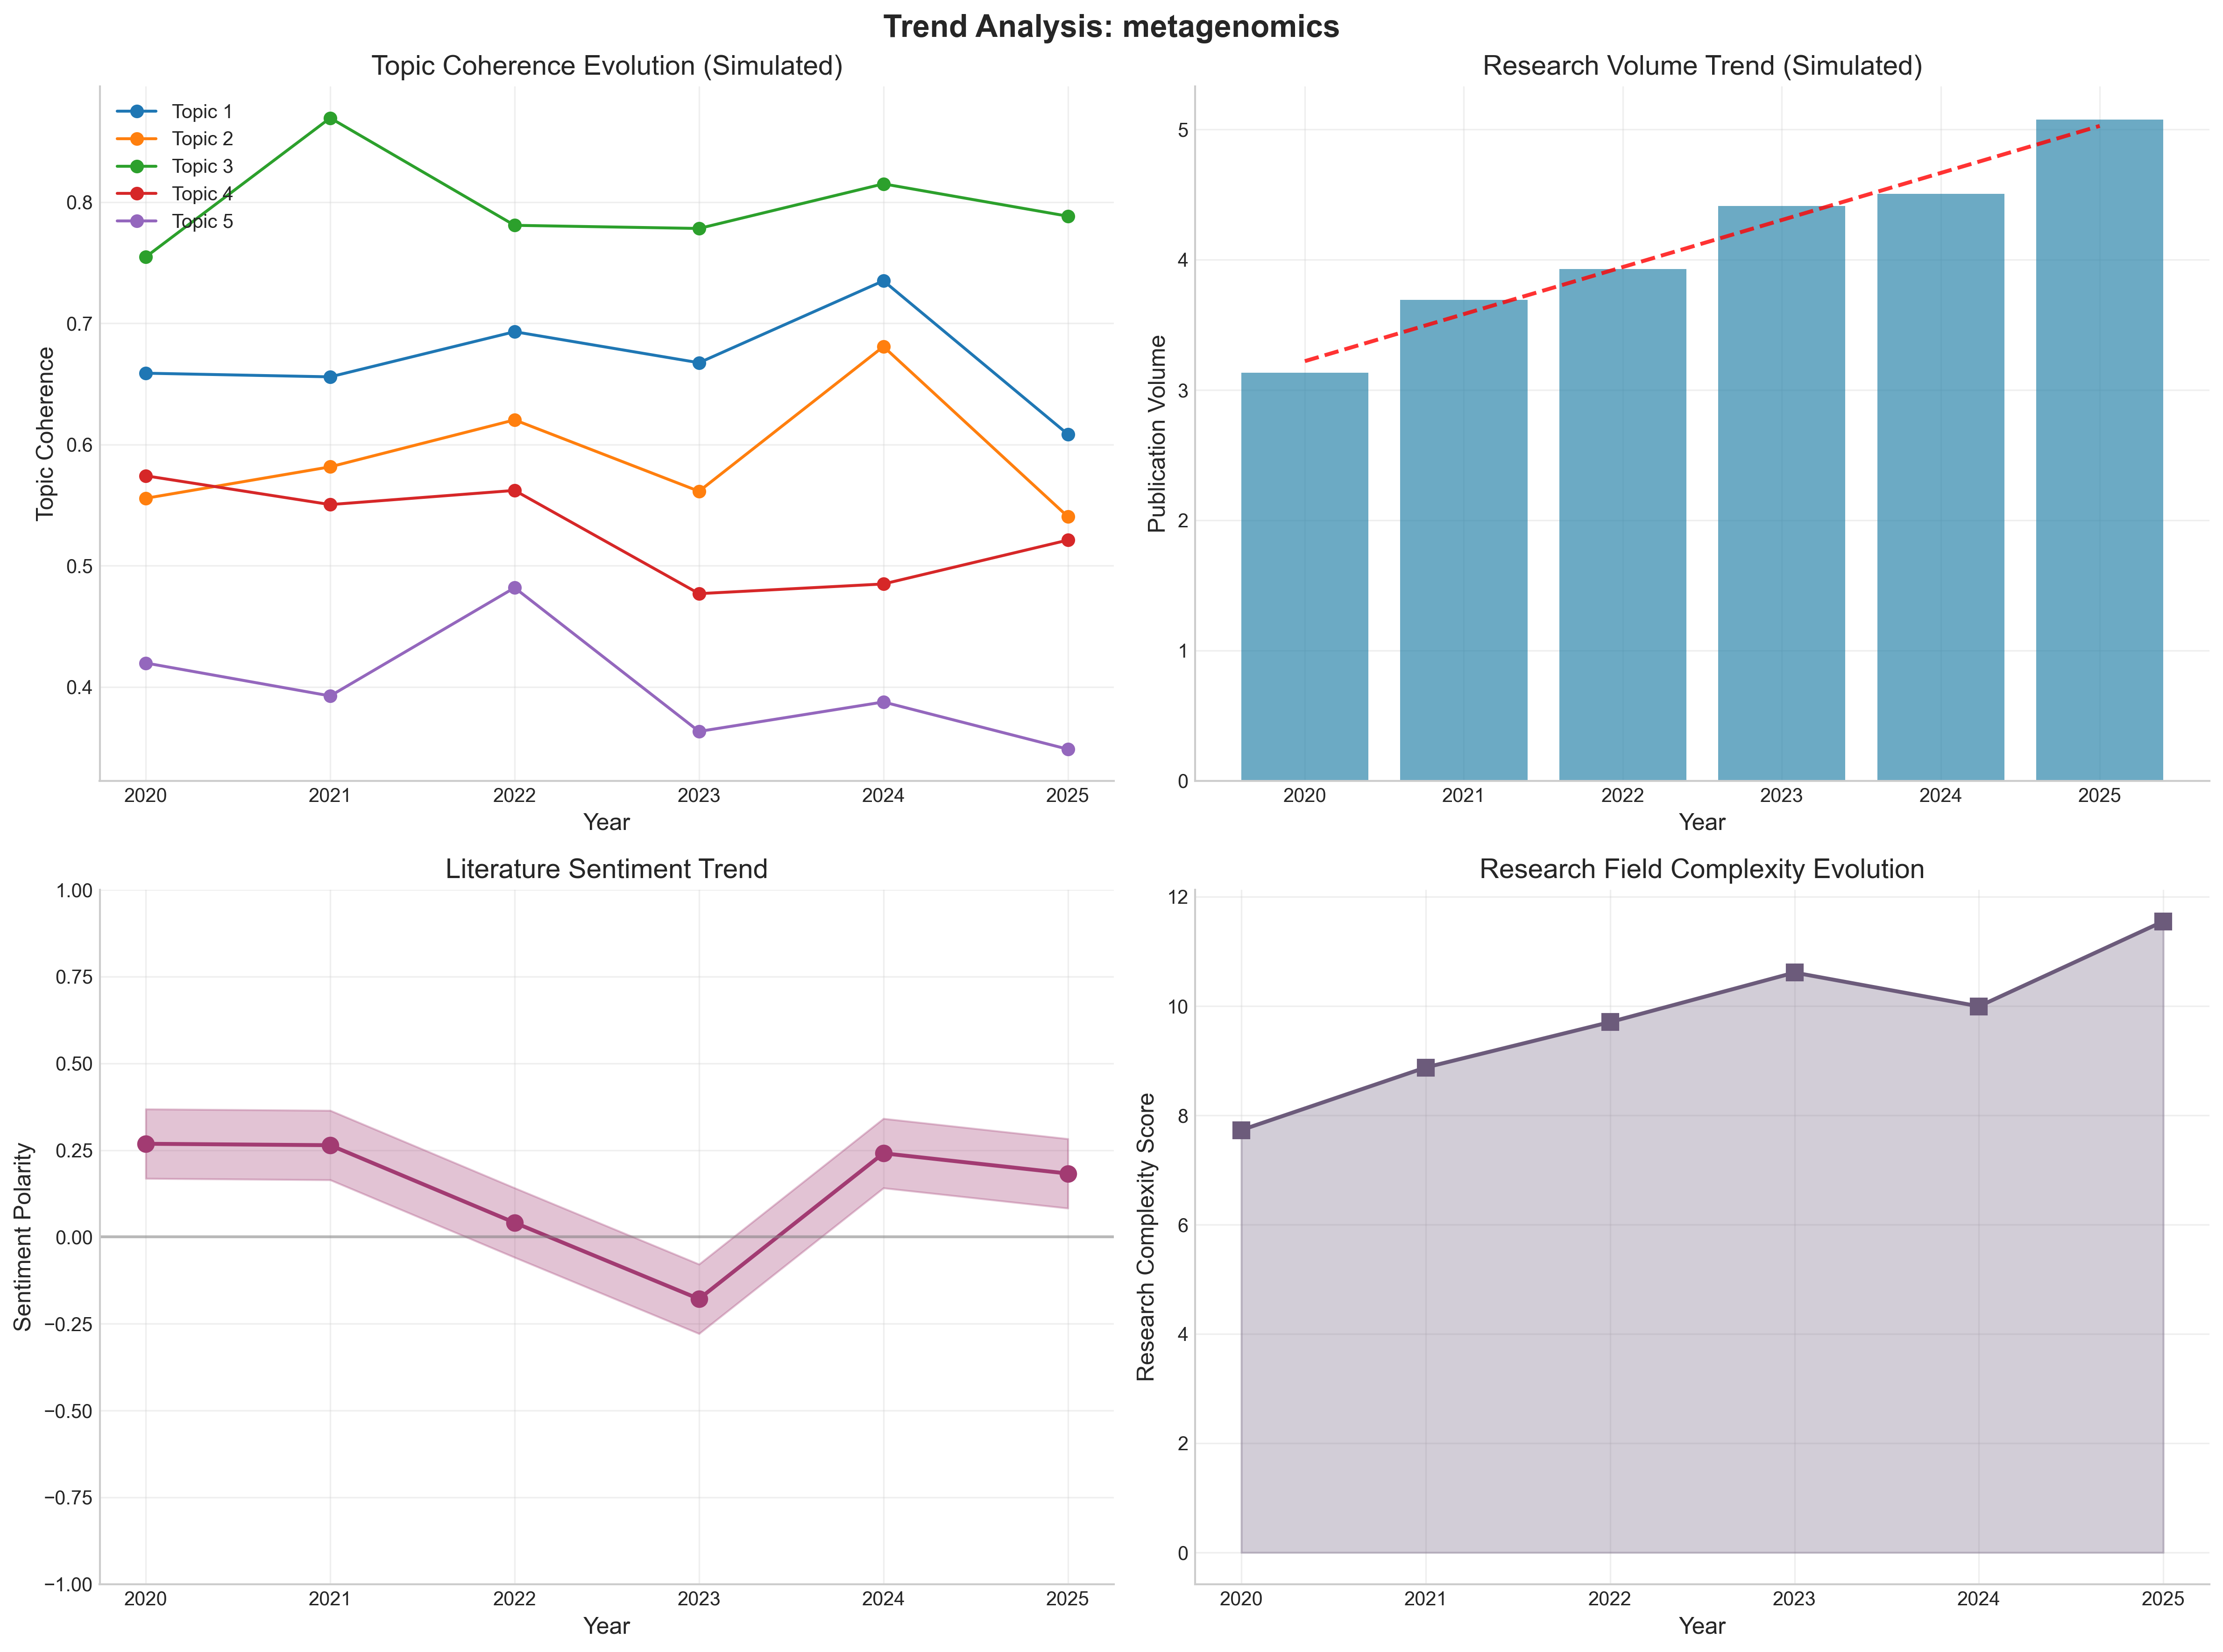 Trend Analysis: metagenomics
Topic Coherence Evolution (Simulated)
Topic 1
Topic 2
Topic 3
Topic 4
Topic 5
Topic Coherence
0.8
0.7
0.6
0.5
0.4
2020 2021 2022 2023 2024 2025
Year
Research Volume Trend (Simulated)
Publication Volume
5
4
3
2
1
0
2020 2021 2022 2023 2024 2025
Year
Literature Sentiment Trend
Sentiment Polarity
1.00
0.75
0.50
0.25
0.00
−0.25
−0.50
−0.75
−1.00
2020 2021 2022 2023 2024 2025
Year
Research Field Complexity Evolution
Research Complexity Score
12
10
8
6
4
2
0
2020 2021 2022 2023 2024 2025
Year